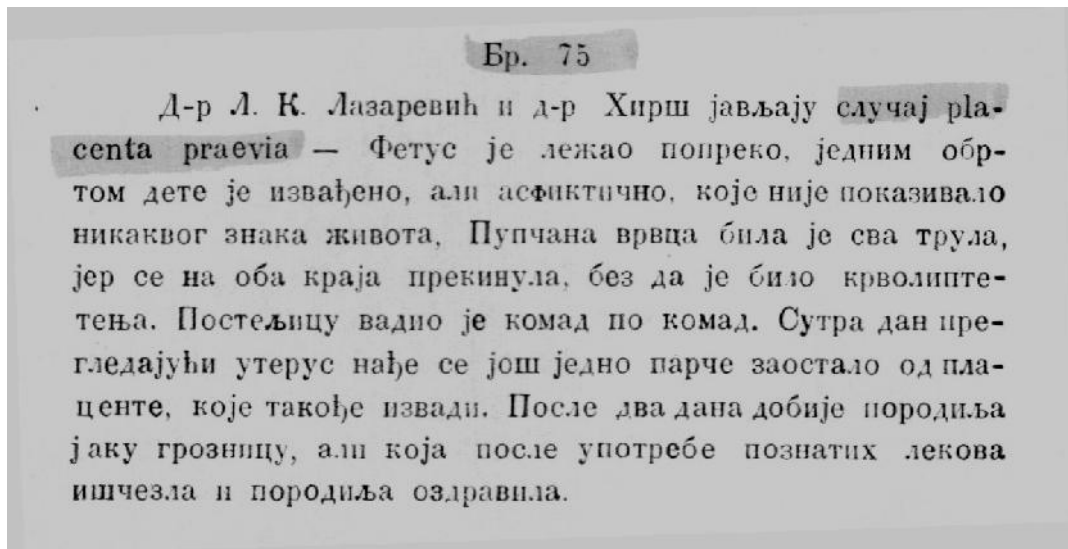 Бр. 75
Д-р Л. К. Лазаревић и д-р Хирш јављају случај pla-
centa praevia — Фетус је лежао попреко, једним обр-
том дете је извађено, али асфиктично, које није показивало
никаквог знака живота, Пупчана врвца била је сва трула,
јер се на оба краја прекинула, без да је било крволипте-
тења. Постељицу вадио је комад по комад. Сутра дан пре-
гледајући утерус нађе се још једно парче заостало од пла-
центе, које такође извади. После два дана добије породиља
јаку грозницу, али која после употребе познатих лекова
ишчезла и породиља оздравила.